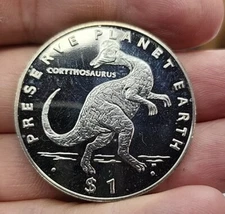 PRESERVE PLANET EARTH
CORYTHOSAURUS
$1